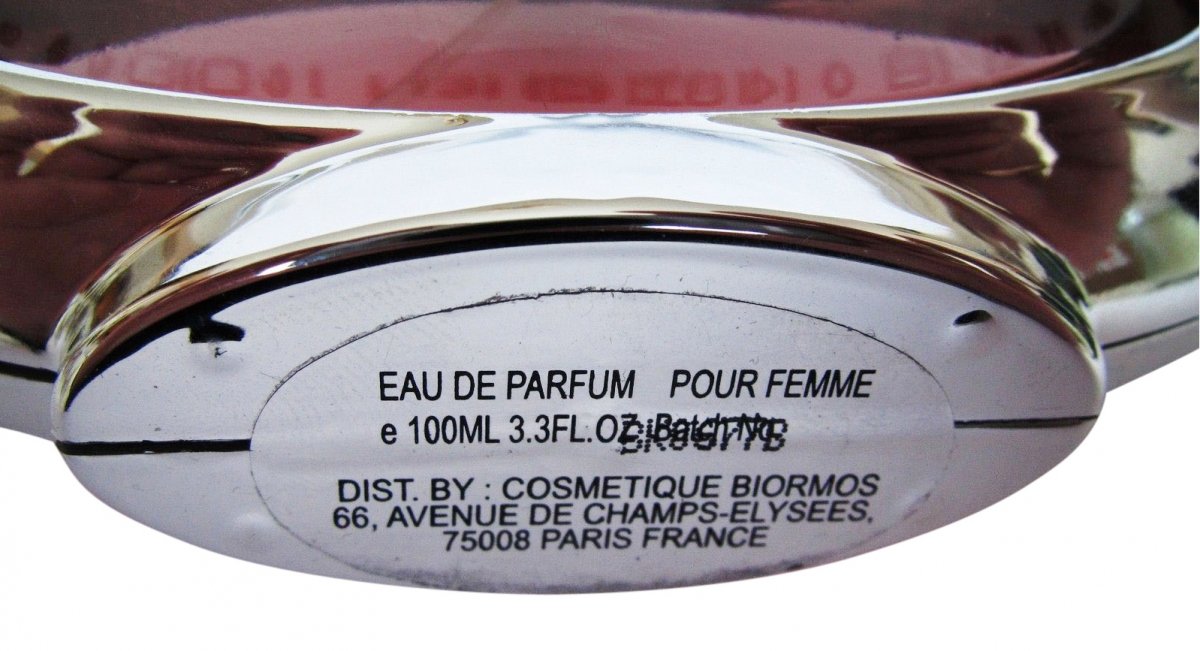 EAU DE PARFUM POUR FEMME
e 100ML 3.3FL.OZ. Batch No.
DIST. BY : COSMETIQUE BIORMOS
66, AVENUE DE CHAMPS-ELYSEES,
75008 PARIS FRANCE